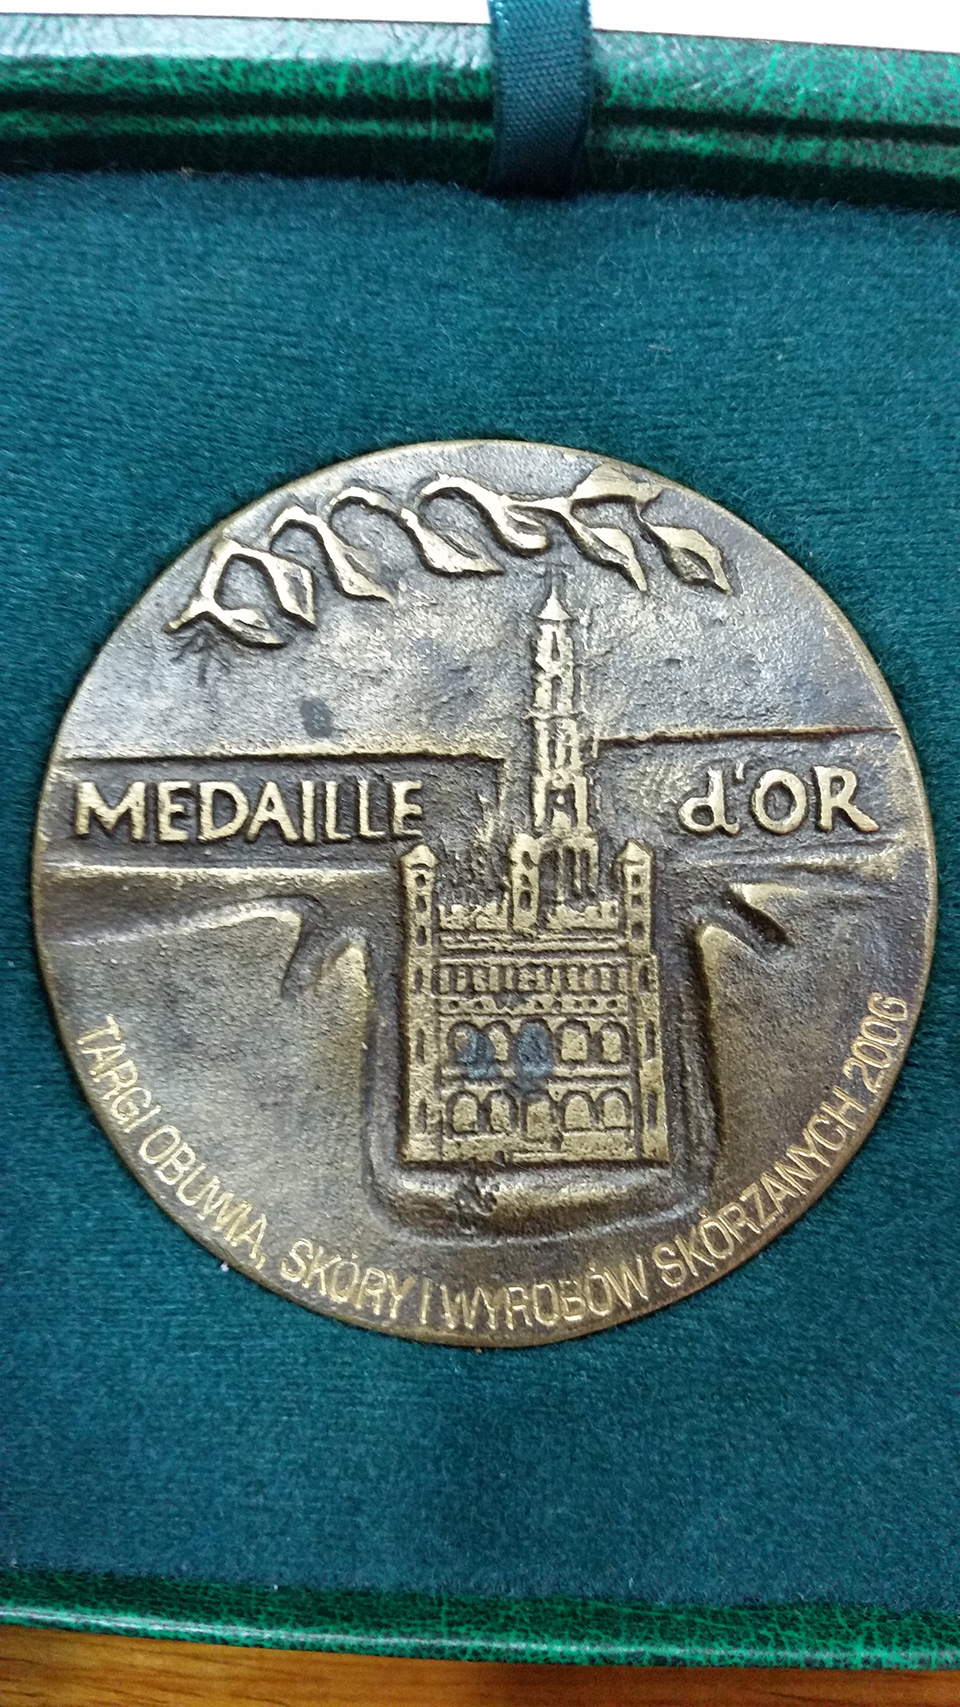 MEDAILLE d'OR
TARGI OBUWIA, SKÓRY I WYROBÓW SKÓRZANYCH 2006